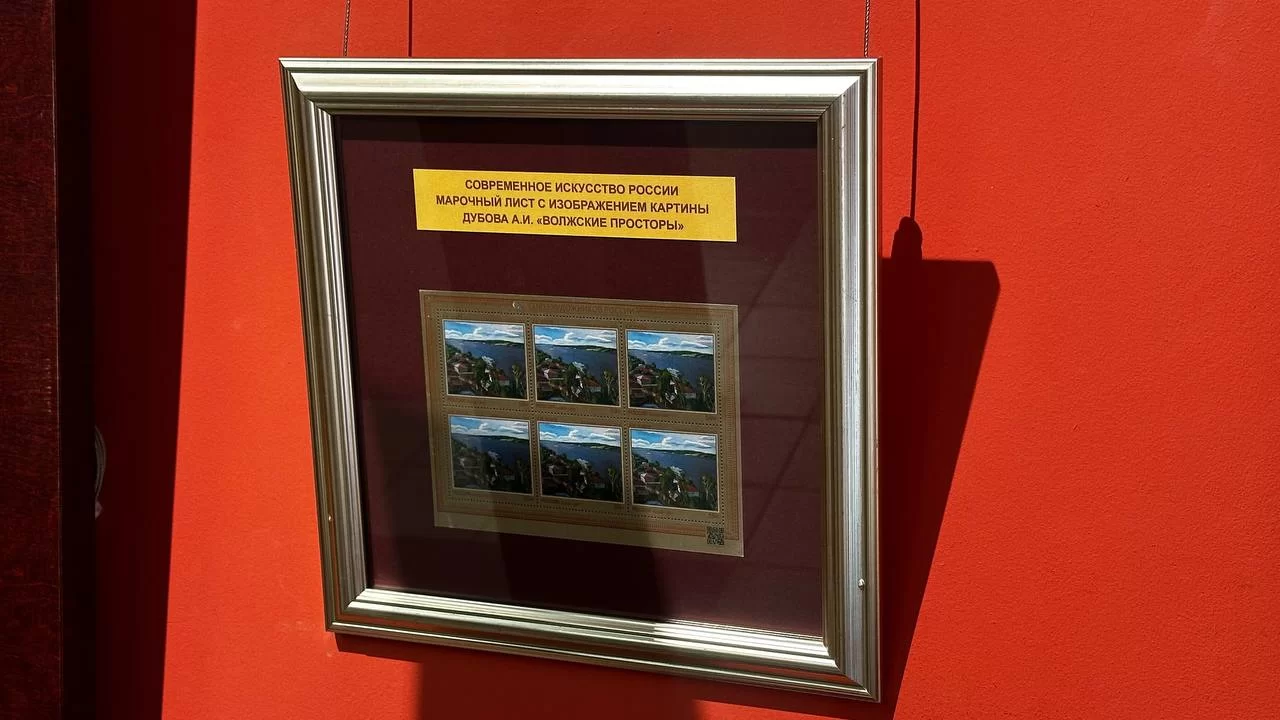 СОВРЕМЕННОЕ ИСКУССТВО РОССИИ
МАРОЧНЫЙ ЛИСТ С ИЗОБРАЖЕНИЕМ КАРТИНЫ
ДУБОВА А.И. «ВОЛЖСКИЕ ПРОСТОРЫ»